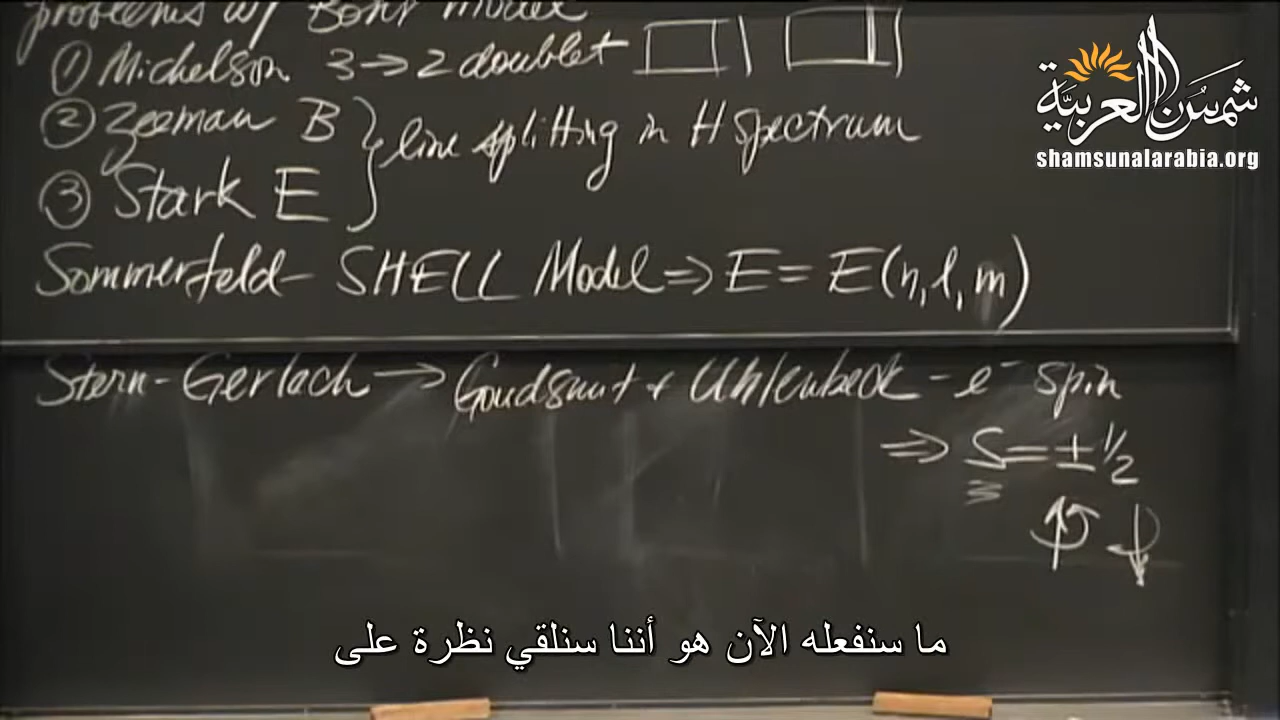 problems w/ Bohr model
① Michelson 3→2 doublet
② Zeeman B } line splitting in H spectrum
③ Stark E
Sommerfeld - SHELL Model ⇒ E = E(n, l, m)
Stern-Gerlach → Goudsmit + Uhlenbeck - e⁻ spin
⇒ S = ± 1/2
شمسن العربية
shamsunalarabia.org
ما سنفعله الآن هو أننا سنلقي نظرة على